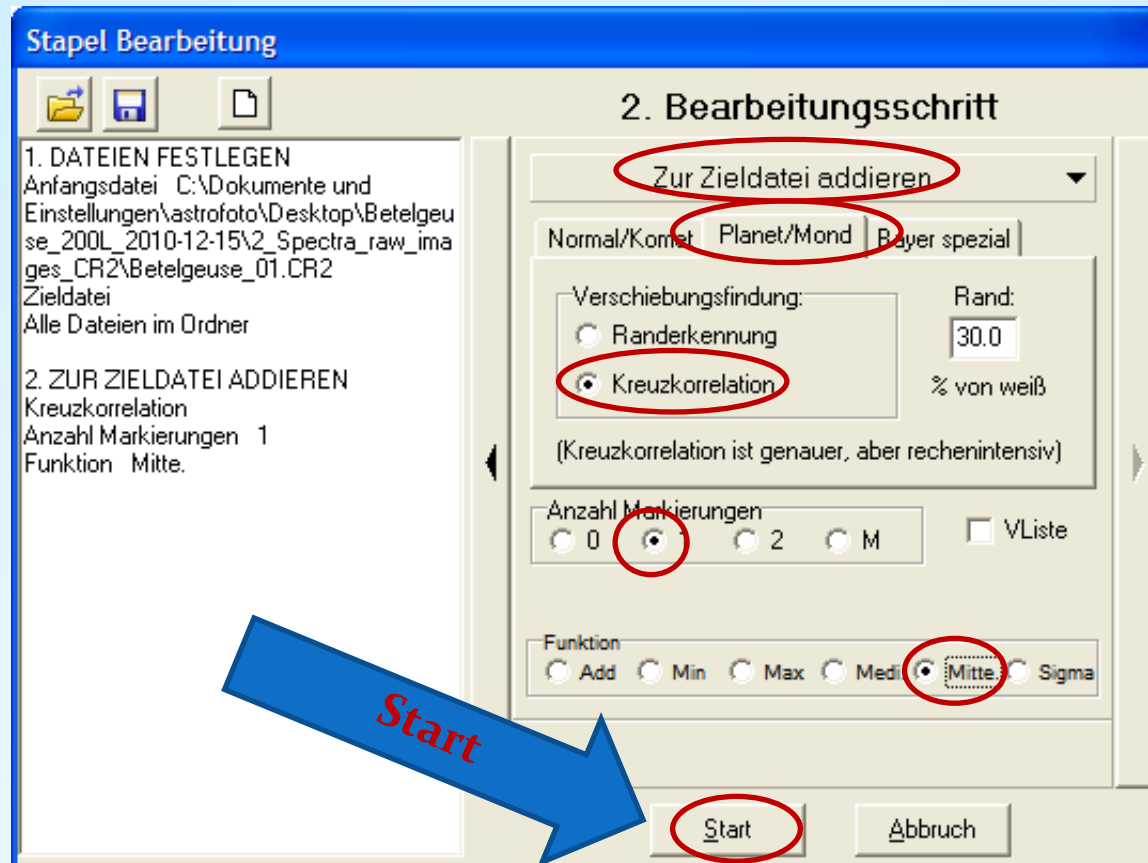 Stapel Bearbeitung
2. Bearbeitungsschritt
1. DATEIEN FESTLEGEN
Anfangsdatei C:\Dokumente und
Einstellungen\astrofoto\Desktop\Betelgeu
se_200L_2010-12-15\2_Spectra_raw_ima
ges_CR2\Betelgeuse_01.CR2
Zieldatei
Alle Dateien im Ordner
2. ZUR ZIELDATEI ADDIEREN
Kreuzkorrelation
Anzahl Markierungen 1
Funktion Mitte.
Zur Zieldatei addieren
Normal/Komet Planet/Mond Bayer spezial
Verschiebungsfindung:
Randerkennung
Kreuzkorrelation
Rand:
30.0
% von weiß
(Kreuzkorrelation ist genauer, aber rechenintensiv)
Anzahl Markierungen
0 1 2 M
VListe
Funktion
Add Min Max Medi. Mitte. Sigma
Start
Start Abbruch